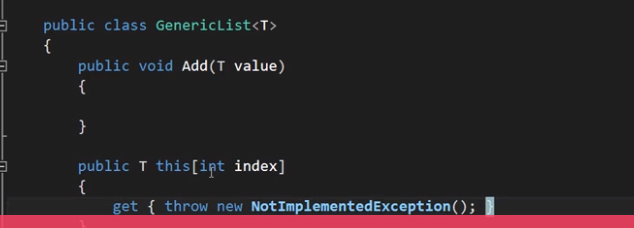 public class GenericList<T>
{
public void Add(T value)
{
}
public T this[int index]
{
get { throw new NotImplementedException(); }
}